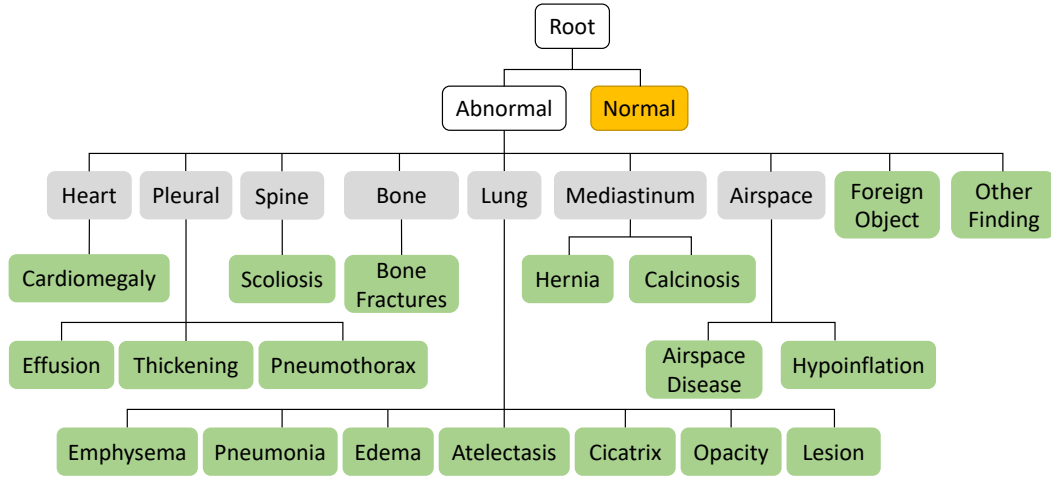 Root
Abnormal
Normal
Heart
Pleural
Spine
Bone
Lung
Mediastinum
Airspace
Foreign
Object
Other
Finding
Cardiomegaly
Scoliosis
Bone
Fractures
Hernia
Calcinosis
Effusion
Thickening
Pneumothorax
Airspace
Disease
Hypoinflation
Emphysema
Pneumonia
Edema
Atelectasis
Cicatrix
Opacity
Lesion